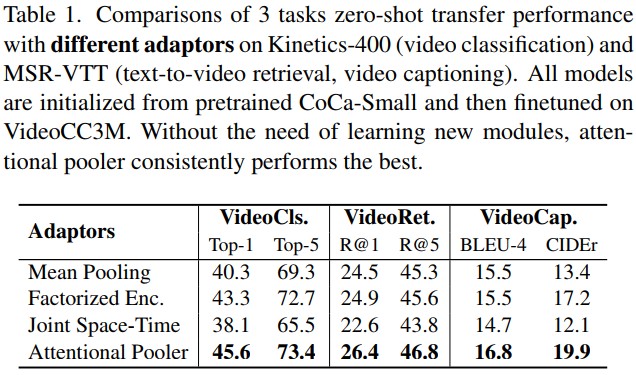 Table 1. Comparisons of 3 tasks zero-shot transfer performance
with different adaptors on Kinetics-400 (video classification) and
MSR-VTT (text-to-video retrieval, video captioning). All models
are initialized from pretrained CoCa-Small and then finetuned on
VideoCC3M. Without the need of learning new modules, atten-
tional pooler consistently performs the best.
Adaptors VideoCls. VideoRet. VideoCap.
Top-1 Top-5 R@1 R@5 BLEU-4 CIDEr
Mean Pooling 40.3 69.3 24.5 45.3 15.5 13.4
Factorized Enc. 43.3 72.7 24.9 45.6 15.5 17.2
Joint Space-Time 38.1 65.5 22.6 43.8 14.7 12.1
Attentional Pooler 45.6 73.4 26.4 46.8 16.8 19.9